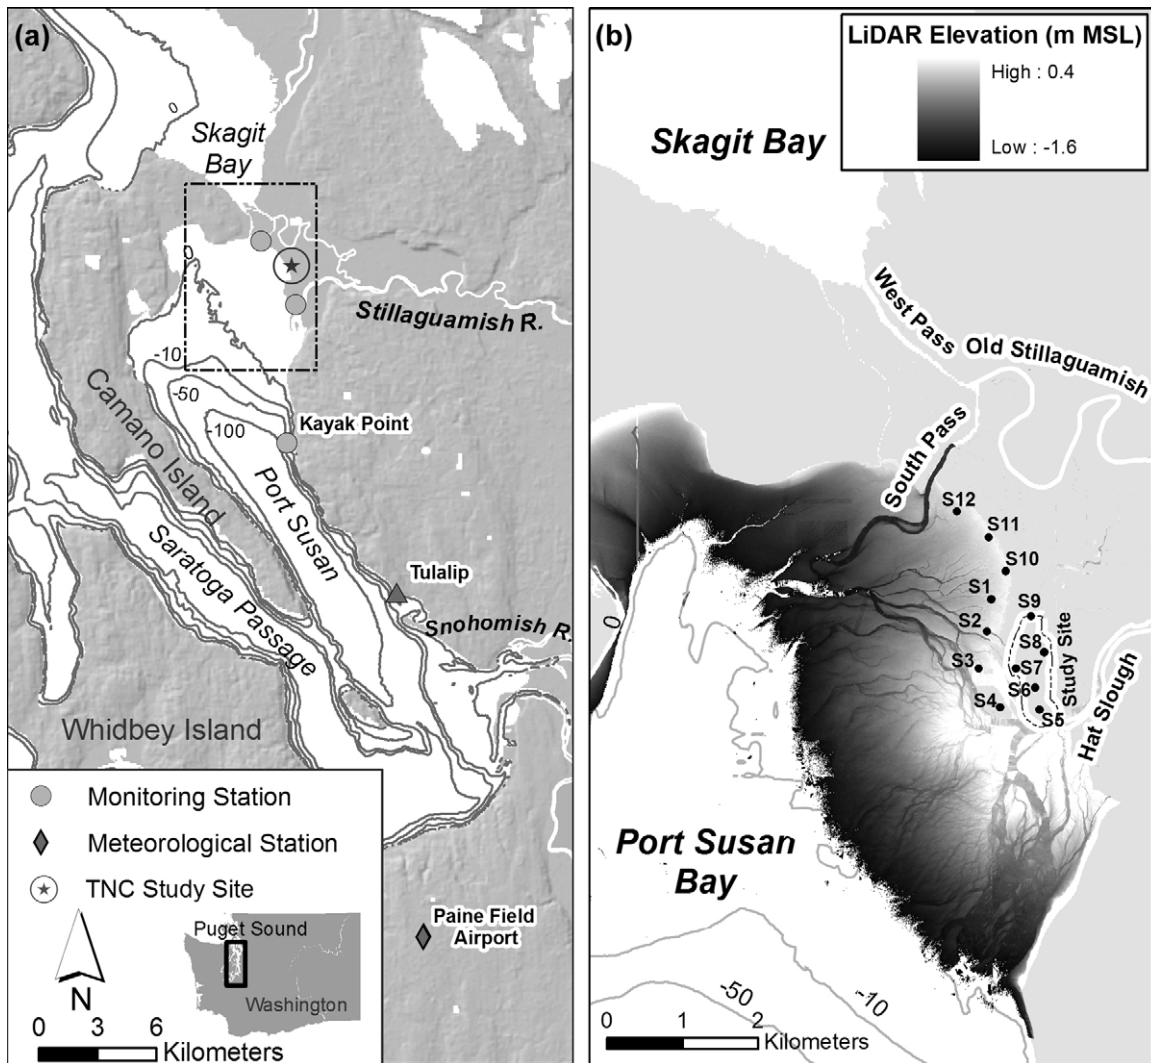 (a)
0
Skagit
Bay
0
Stillaguamish R.
-10
-50
-100
Kayak Point
Camano Island
Port Susan
Saratoga Passage
Tulalip
Snohomish R.
Whidbey Island
Monitoring Station
Meteorological Station
TNC Study Site
Puget Sound
Washington
N
0 3 6
Kilometers
Paine Field
Airport
(b)
LiDAR Elevation (m MSL)
High : 0.4
Low : -1.6
Skagit Bay
West Pass
Old Stillaguamish
South Pass
S12
S11
S10
S1
S9
S2
S8
S3
S7
S6
S4
S5
Study Site
Hat Slough
0
Port Susan
Bay
-50
-10
0 1 2
Kilometers